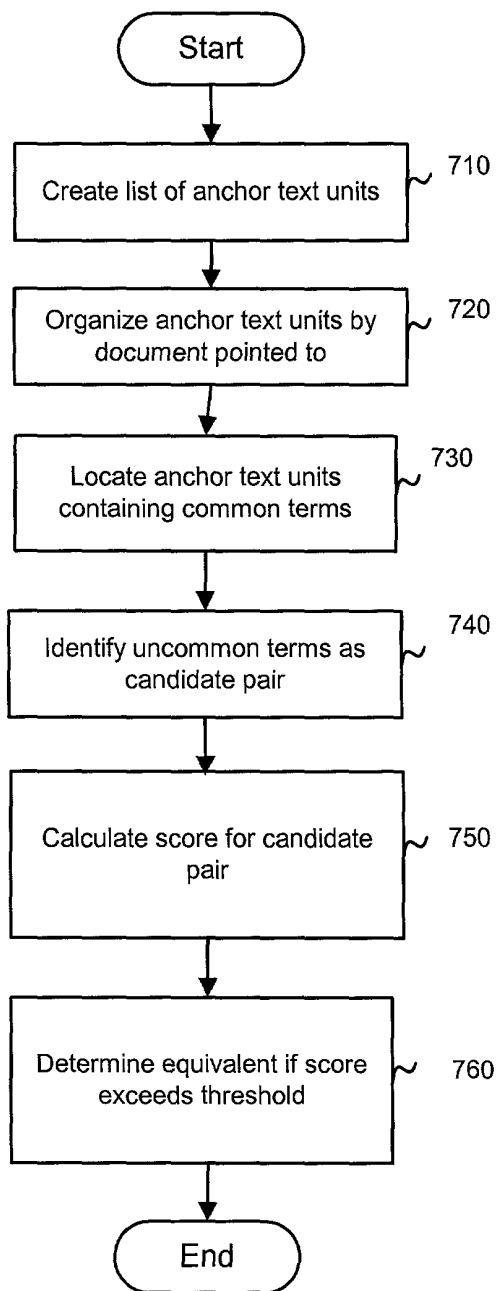 Start
Create list of anchor text units
710
Organize anchor text units by
document pointed to
720
Locate anchor text units
containing common terms
730
Identify uncommon terms as
candidate pair
740
Calculate score for candidate
pair
750
Determine equivalent if score
exceeds threshold
760
End